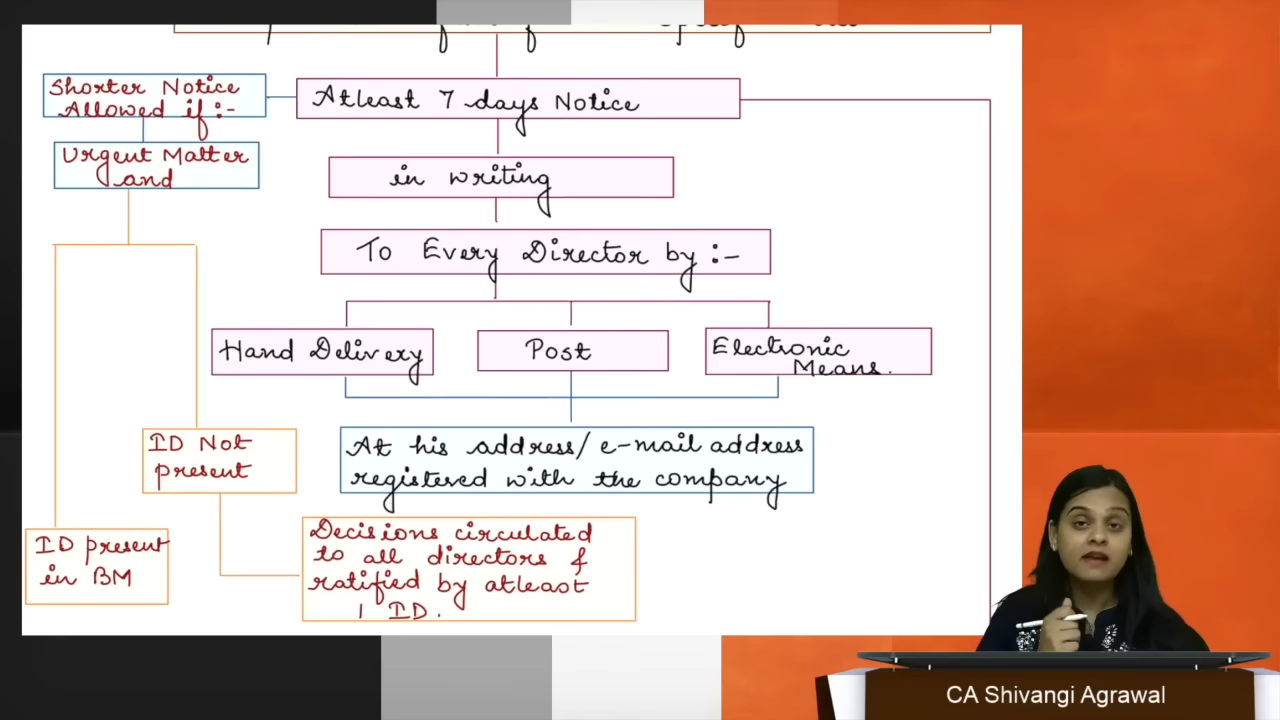 Shorter Notice
Allowed if :-
Atleast 7 days Notice
Urgent Matter
and
in writing
To Every Director by :-
Hand Delivery
Post
Electronic
Means.
ID Not
present
At his address/ e-mail address
registered with the company
ID present
in BM
Decisions circulated
to all directors &
ratified by atleast
1 ID.
CA Shivangi Agrawal